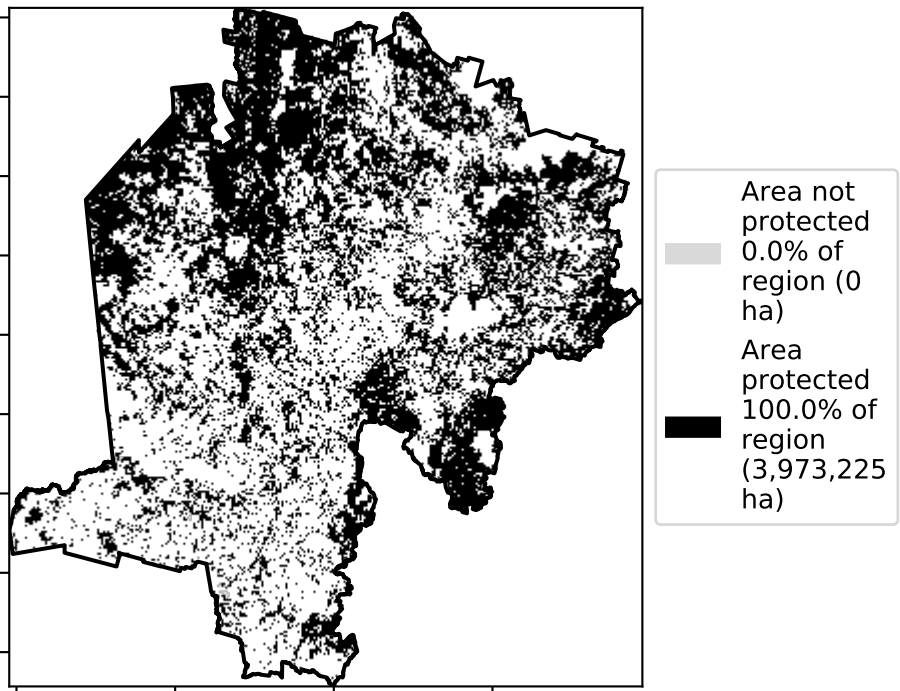 Area not
protected
0.0% of
region (0
ha)
Area
protected
100.0% of
region
(3,973,225
ha)